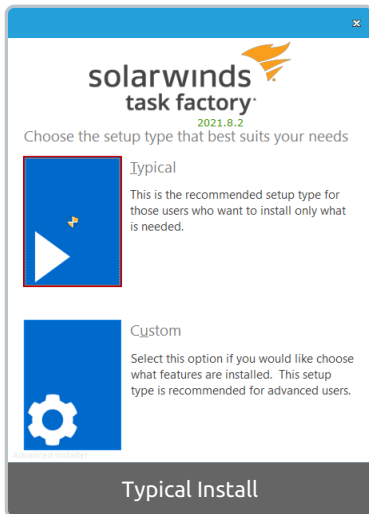 solarwinds
task factory
2021.8.2
Choose the setup type that best suits your needs
Typical
This is the recommended setup type for
those users who want to install only what
is needed.
Custom
Select this option if you would like choose
what features are installed.  This setup
type is recommended for advanced users.
Advanced Installer
Typical Install